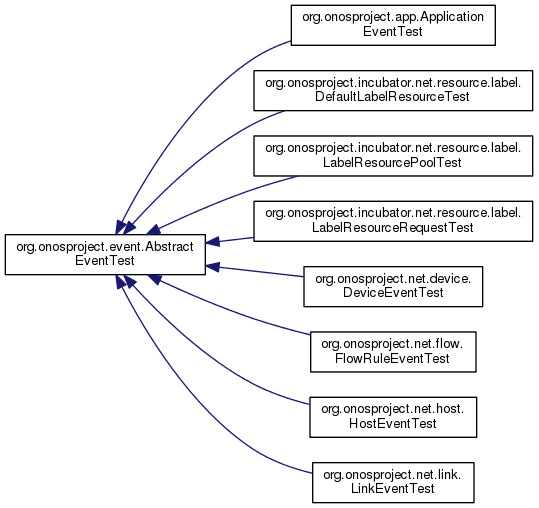 org.onosproject.app.Application
EventTest
org.onosproject.incubator.net.resource.label.
DefaultLabelResourceTest
org.onosproject.incubator.net.resource.label.
LabelResourcePoolTest
org.onosproject.incubator.net.resource.label.
LabelResourceRequestTest
org.onosproject.event.Abstract
EventTest
org.onosproject.net.device.
DeviceEventTest
org.onosproject.net.flow.
FlowRuleEventTest
org.onosproject.net.host.
HostEventTest
org.onosproject.net.link.
LinkEventTest